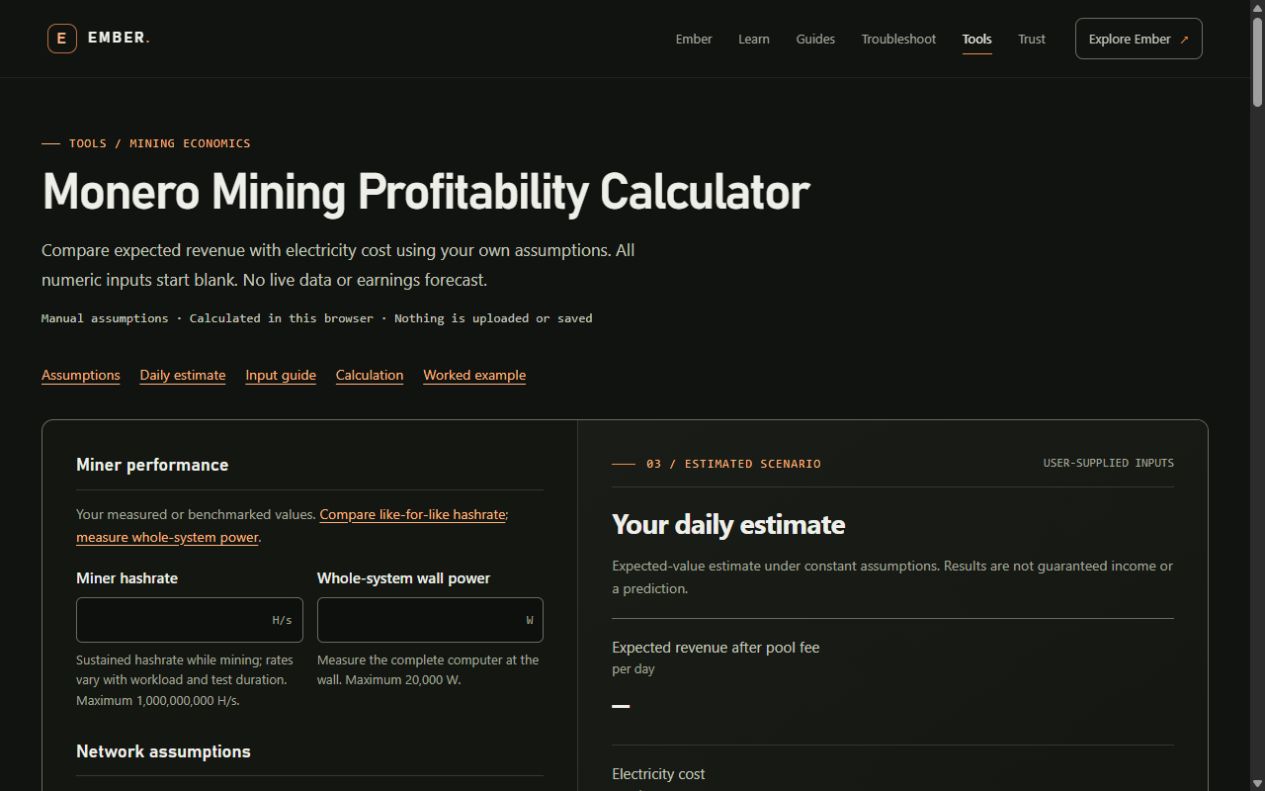 E EMBER.
Ember Learn Guides Troubleshoot Tools Trust Explore Ember ↗
TOOLS / MINING ECONOMICS
Monero Mining Profitability Calculator
Compare expected revenue with electricity cost using your own assumptions. All
numeric inputs start blank. No live data or earnings forecast.
Manual assumptions · Calculated in this browser · Nothing is uploaded or saved
Assumptions Daily estimate Input guide Calculation Worked example
Miner performance
Your measured or benchmarked values. Compare like-for-like hashrate;
measure whole-system power.
Miner hashrate
H/s
Sustained hashrate while mining; rates
vary with workload and test duration.
Maximum 1,000,000,000 H/s.
Whole-system wall power
W
Measure the complete computer at the
wall. Maximum 20,000 W.
Network assumptions
03 / ESTIMATED SCENARIO
USER-SUPPLIED INPUTS
Your daily estimate
Expected-value estimate under constant assumptions. Results are not guaranteed income or
a prediction.
Expected revenue after pool fee
per day
—
Electricity cost